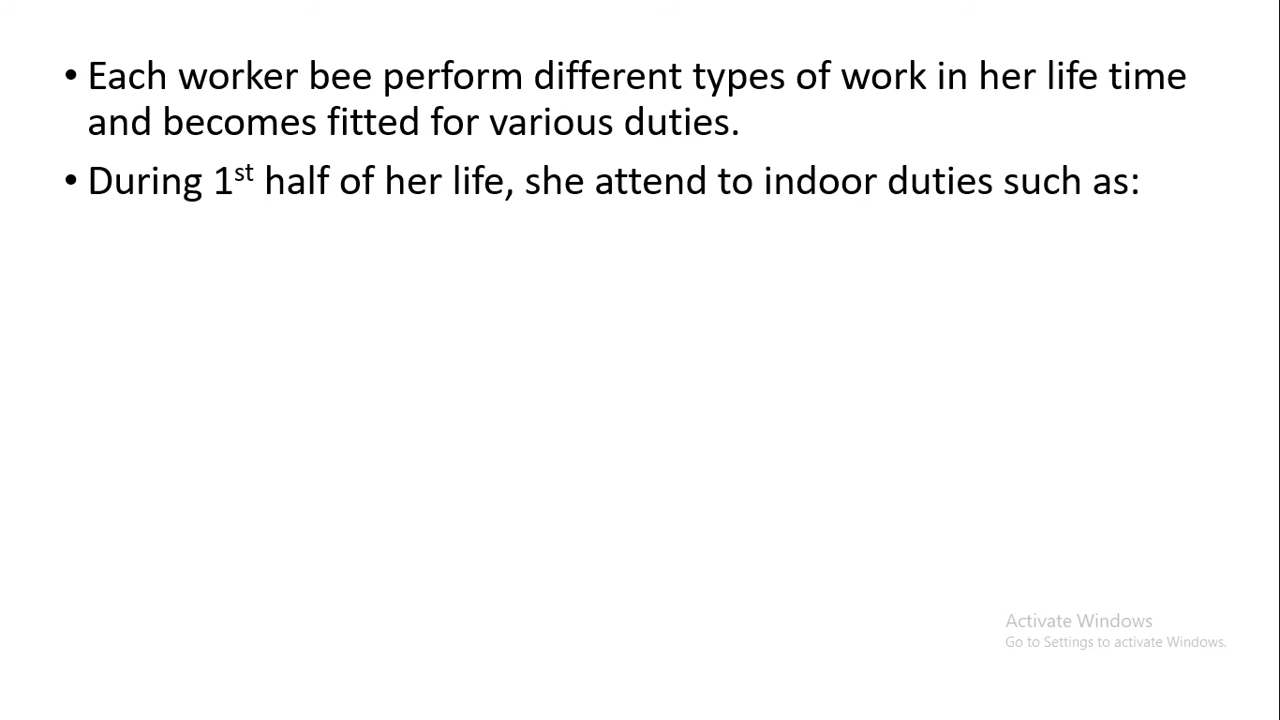 • Each worker bee perform different types of work in her life time
and becomes fitted for various duties.
• During 1st half of her life, she attend to indoor duties such as:
Activate Windows
Go to Settings to activate Windows.